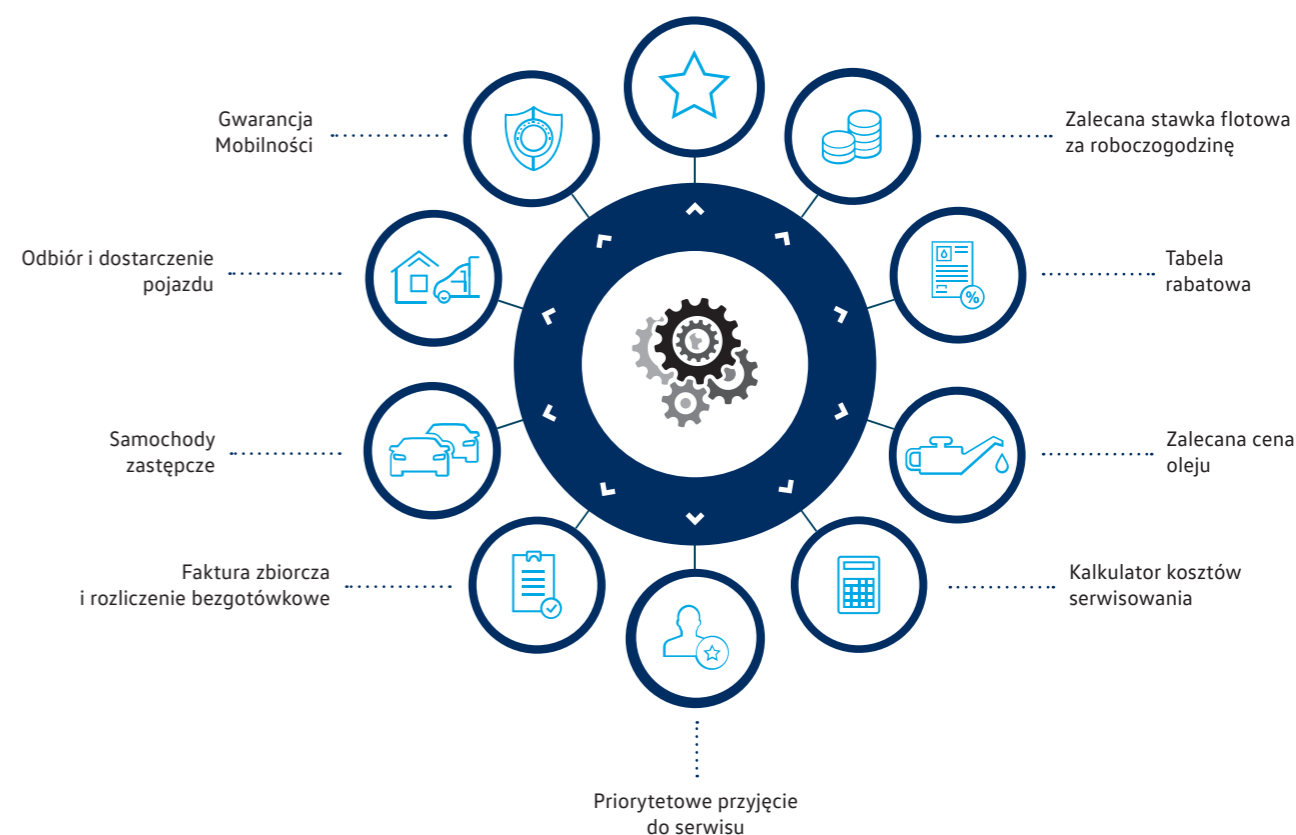 Gwarancja
Mobilności
Zalecana stawka flotowa
za roboczogodzinę
Odbiór i dostarczenie
pojazdu
Tabela
rabatowa
%
Samochody
zastępcze
Zalecana cena
oleju
Faktura zbiorcza
i rozliczenie bezgotówkowe
Kalkulator kosztów
serwisowania
Priorytetowe przyjęcie
do serwisu